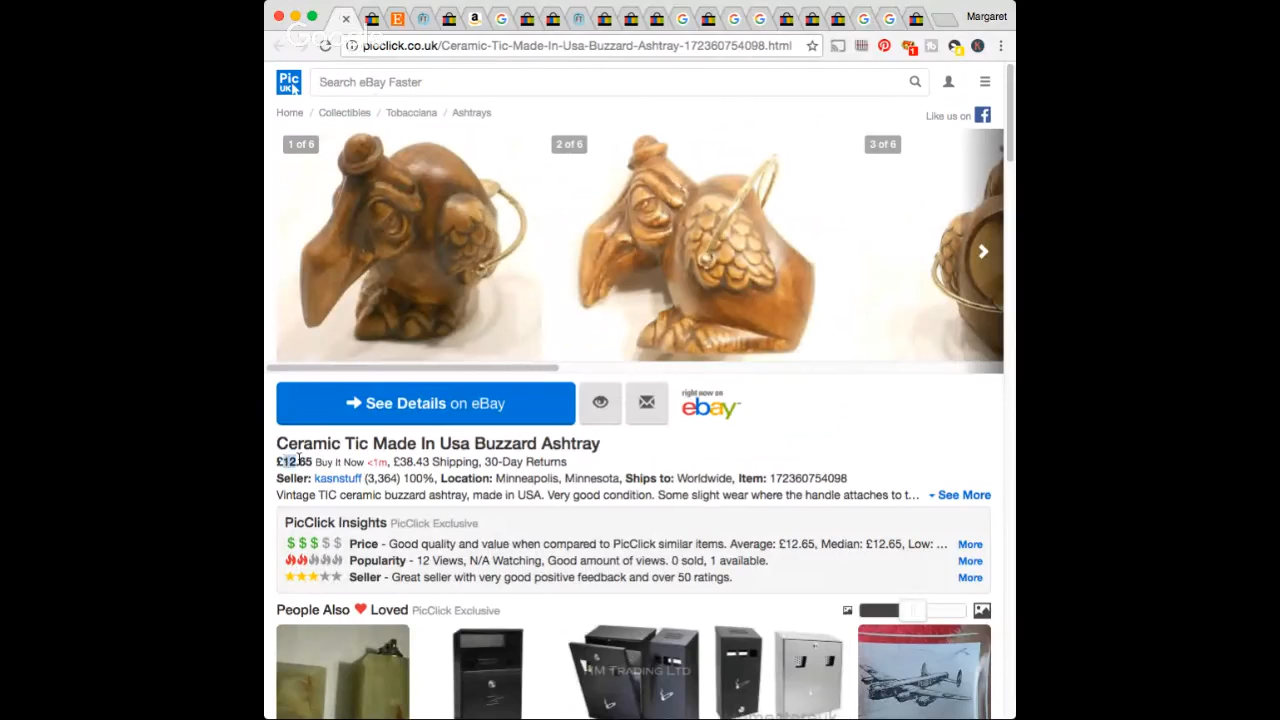 Margaret
Google
picclick.co.uk/Ceramic-Tic-Made-In-Usa-Buzzard-Ashtray-172360754098.html
1
Pic
UK
Search eBay Faster
Home / Collectibles / Tobacciana / Ashtrays
Like us on
1 of 6
2 of 6
3 of 6
See Details on eBay
right now on
ebay
Ceramic Tic Made In Usa Buzzard Ashtray
£12.65 Buy It Now <1m, £38.43 Shipping, 30-Day Returns
Seller: kasnstuff (3,364) 100%, Location: Minneapolis, Minnesota, Ships to: Worldwide, Item: 172360754098
Vintage TIC ceramic buzzard ashtray, made in USA. Very good condition. Some slight wear where the handle attaches to t... See More
PicClick Insights PicClick Exclusive
$ $ $ $ $ Price - Good quality and value when compared to PicClick similar items. Average: £12.65, Median: £12.65, Low: ... More
Popularity - 12 Views, N/A Watching, Good amount of views. 0 sold, 1 available. More
Seller - Great seller with very good positive feedback and over 50 ratings. More
People Also ❤ Loved PicClick Exclusive
HM TRADING LTD